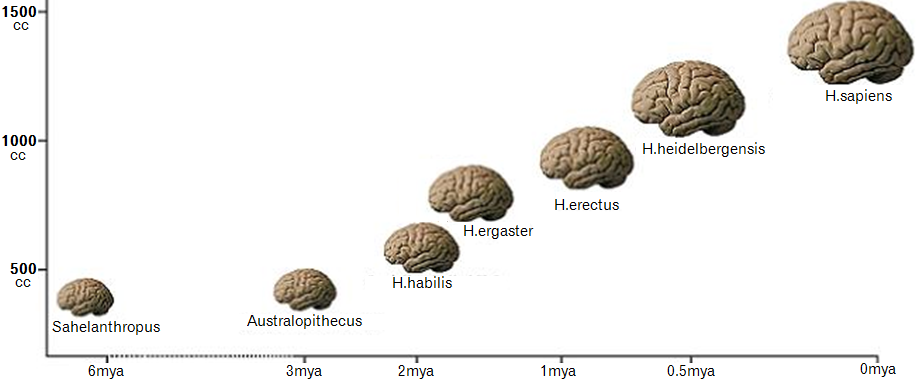 1500
cc
H.sapiens
1000
cc
H.heidelbergensis
H.erectus
H.ergaster
500
cc
H.habilis
Australopithecus
Sahelanthropus
6mya
3mya
2mya
1mya
0.5mya
0mya